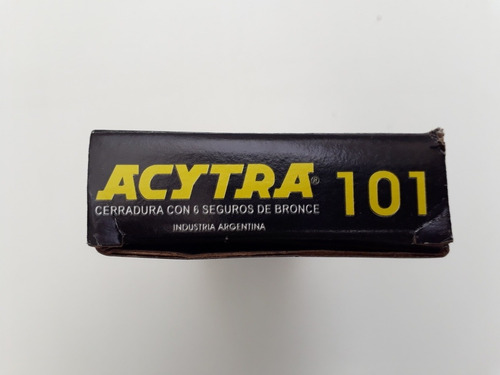 ACYTRA® 101
CERRADURA CON 6 SEGUROS DE BRONCE
INDUSTRIA ARGENTINA